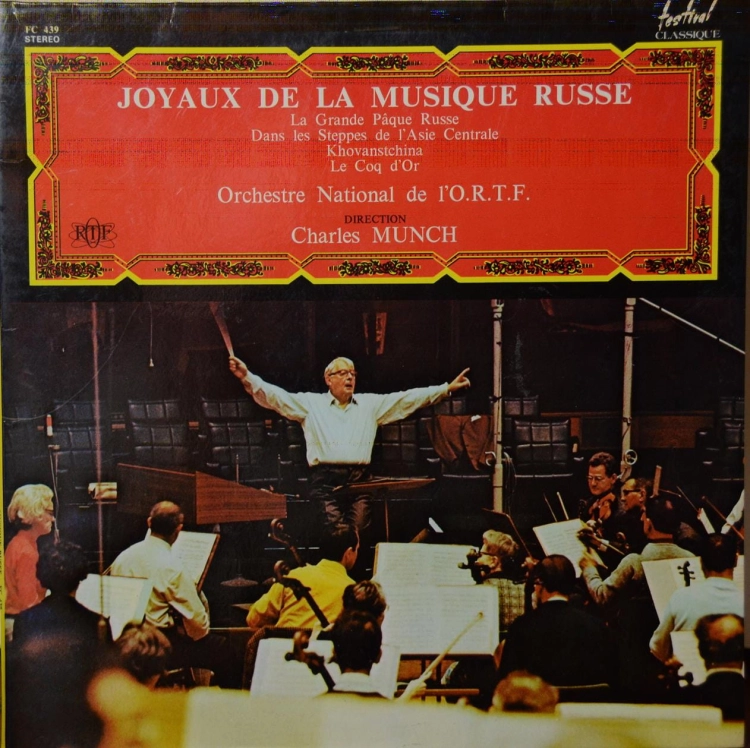 FC 439
STEREO
festival
CLASSIQUE
JOYAUX DE LA MUSIQUE RUSSE
La Grande Pâque Russe
Dans les Steppes de l'Asie Centrale
Khovanstchina
Le Coq d'Or
Orchestre National de l'O.R.T.F.
DIRECTION
Charles MUNCH
RTF